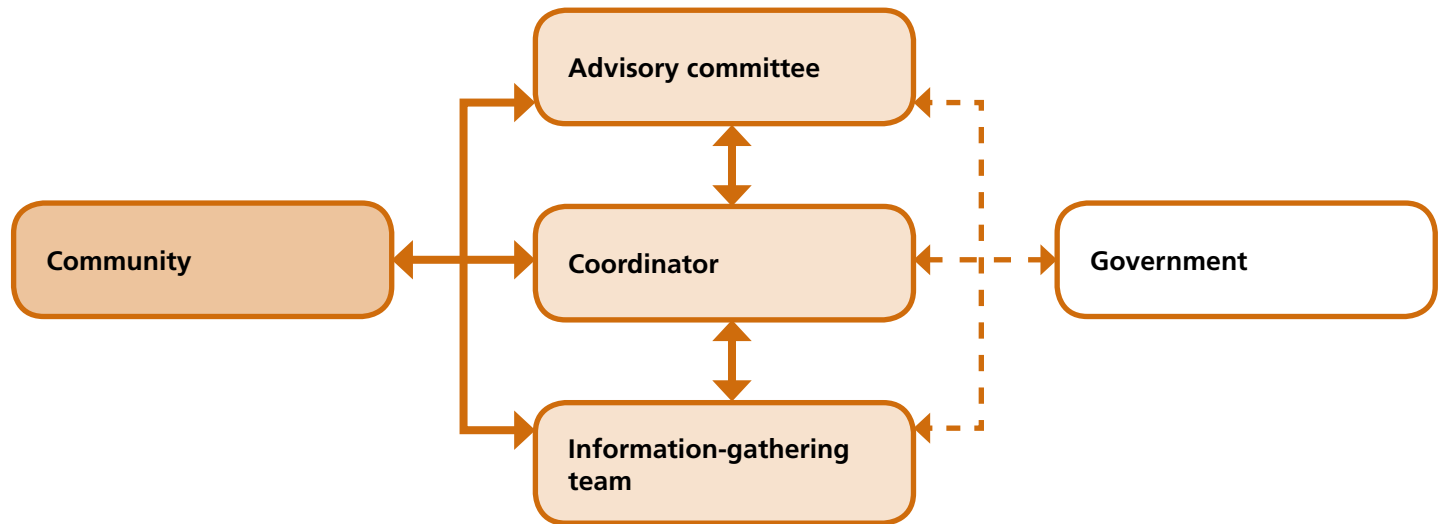 Advisory committee
Community
Coordinator
Government
Information-gathering
team